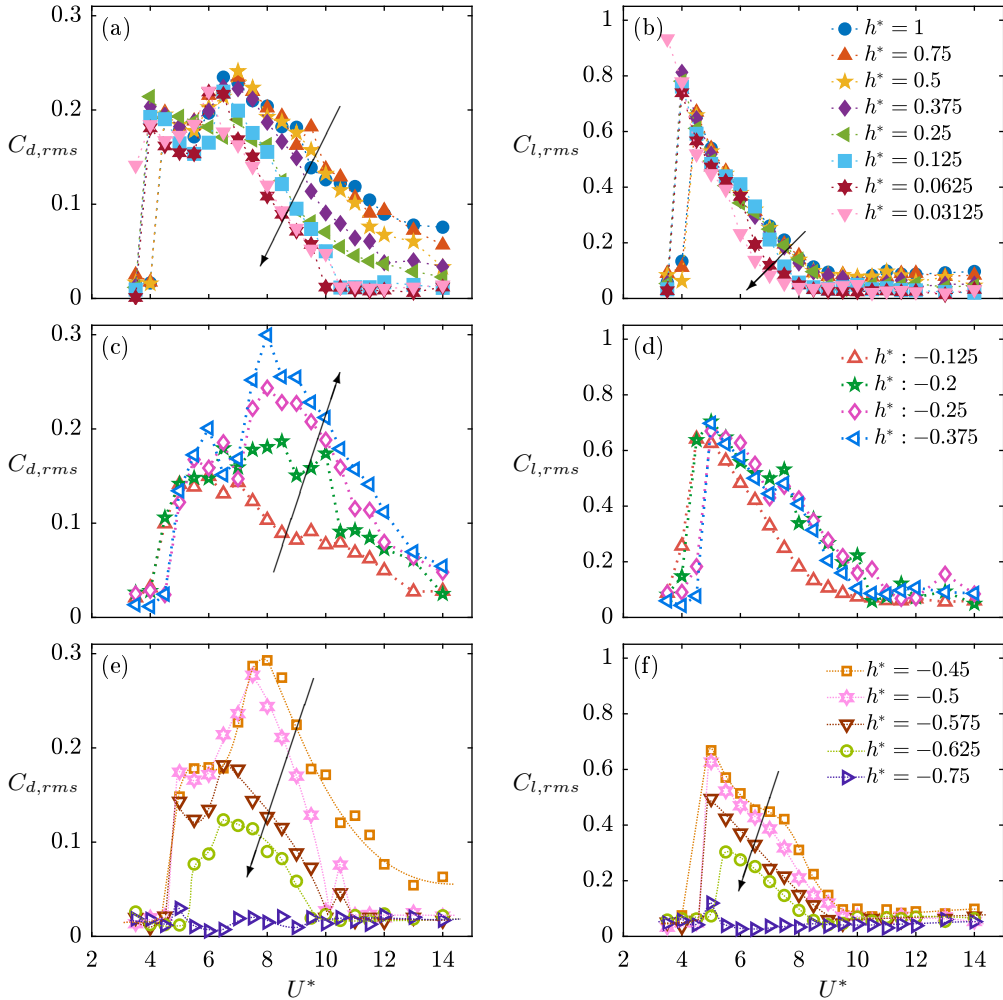 (a)
0.3
0.2
0.1
0
C_{d,rms}
(b)
1
0.8
0.6
0.4
0.2
0
C_{l,rms}
h* = 1
h* = 0.75
h* = 0.5
h* = 0.375
h* = 0.25
h* = 0.125
h* = 0.0625
h* = 0.03125
(c)
0.3
0.2
0.1
0
C_{d,rms}
(d)
1
0.8
0.6
0.4
0.2
0
C_{l,rms}
h* : −0.125
h* : −0.2
h* : −0.25
h* : −0.375
(e)
0.3
0.2
0.1
0
C_{d,rms}
2 4 6 8 10 12 14
U*
(f)
1
0.8
0.6
0.4
0.2
0
C_{l,rms}
h* = −0.45
h* = −0.5
h* = −0.575
h* = −0.625
h* = −0.75
2 4 6 8 10 12 14
U*